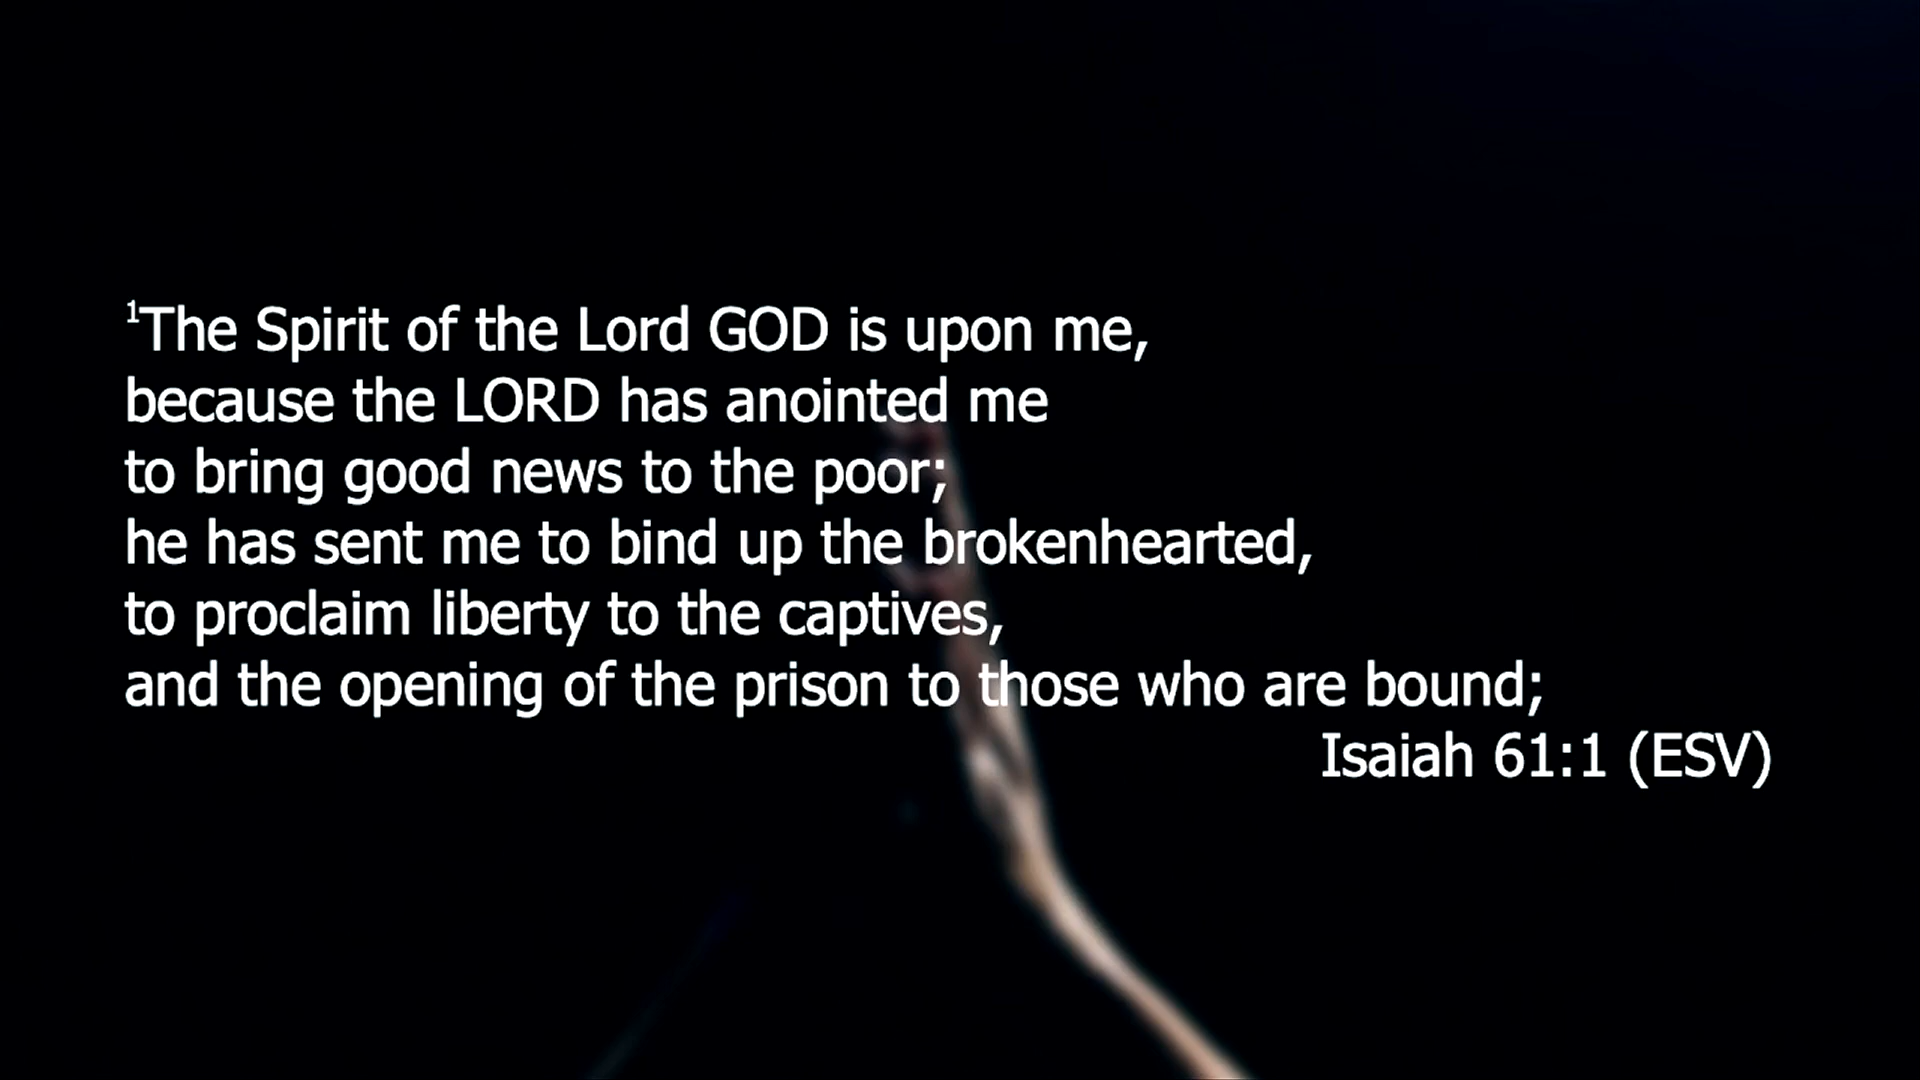 ¹The Spirit of the Lord GOD is upon me,
because the LORD has anointed me
to bring good news to the poor;
he has sent me to bind up the brokenhearted,
to proclaim liberty to the captives,
and the opening of the prison to those who are bound;
Isaiah 61:1 (ESV)